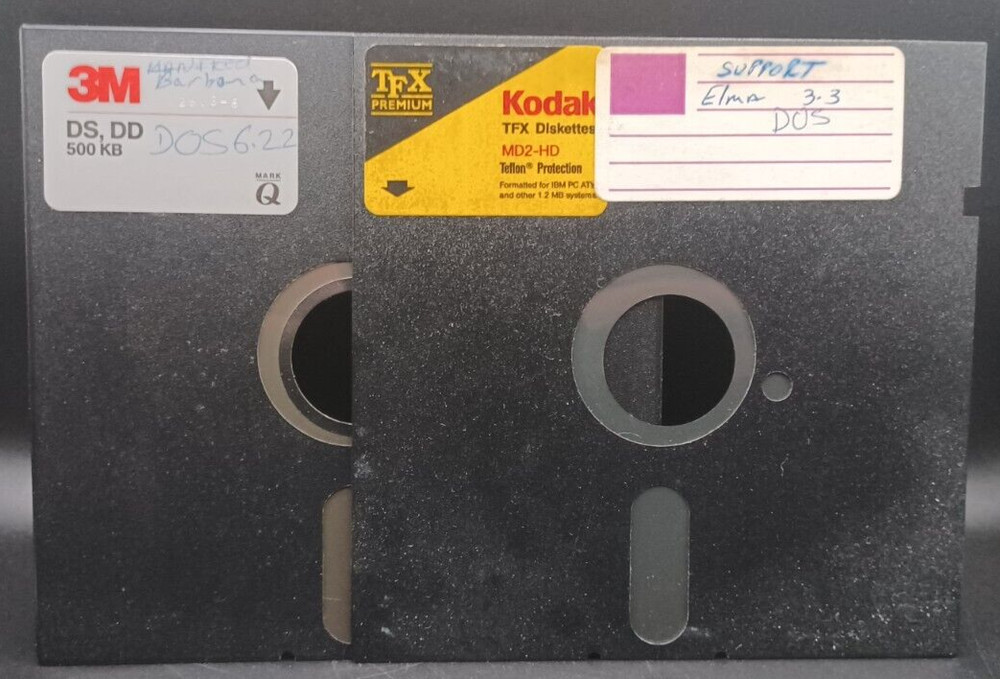 3M
Barbara
DS, DD
500 KB
DOS 6.22
MARK
Q
TFX
PREMIUM
Kodak
TFX Diskettes
MD2-HD
Teflon® Protection
Formatted for IBM PC AT
and other 1.2 MB systems
SUPPORT
Elma 3.3
DOS